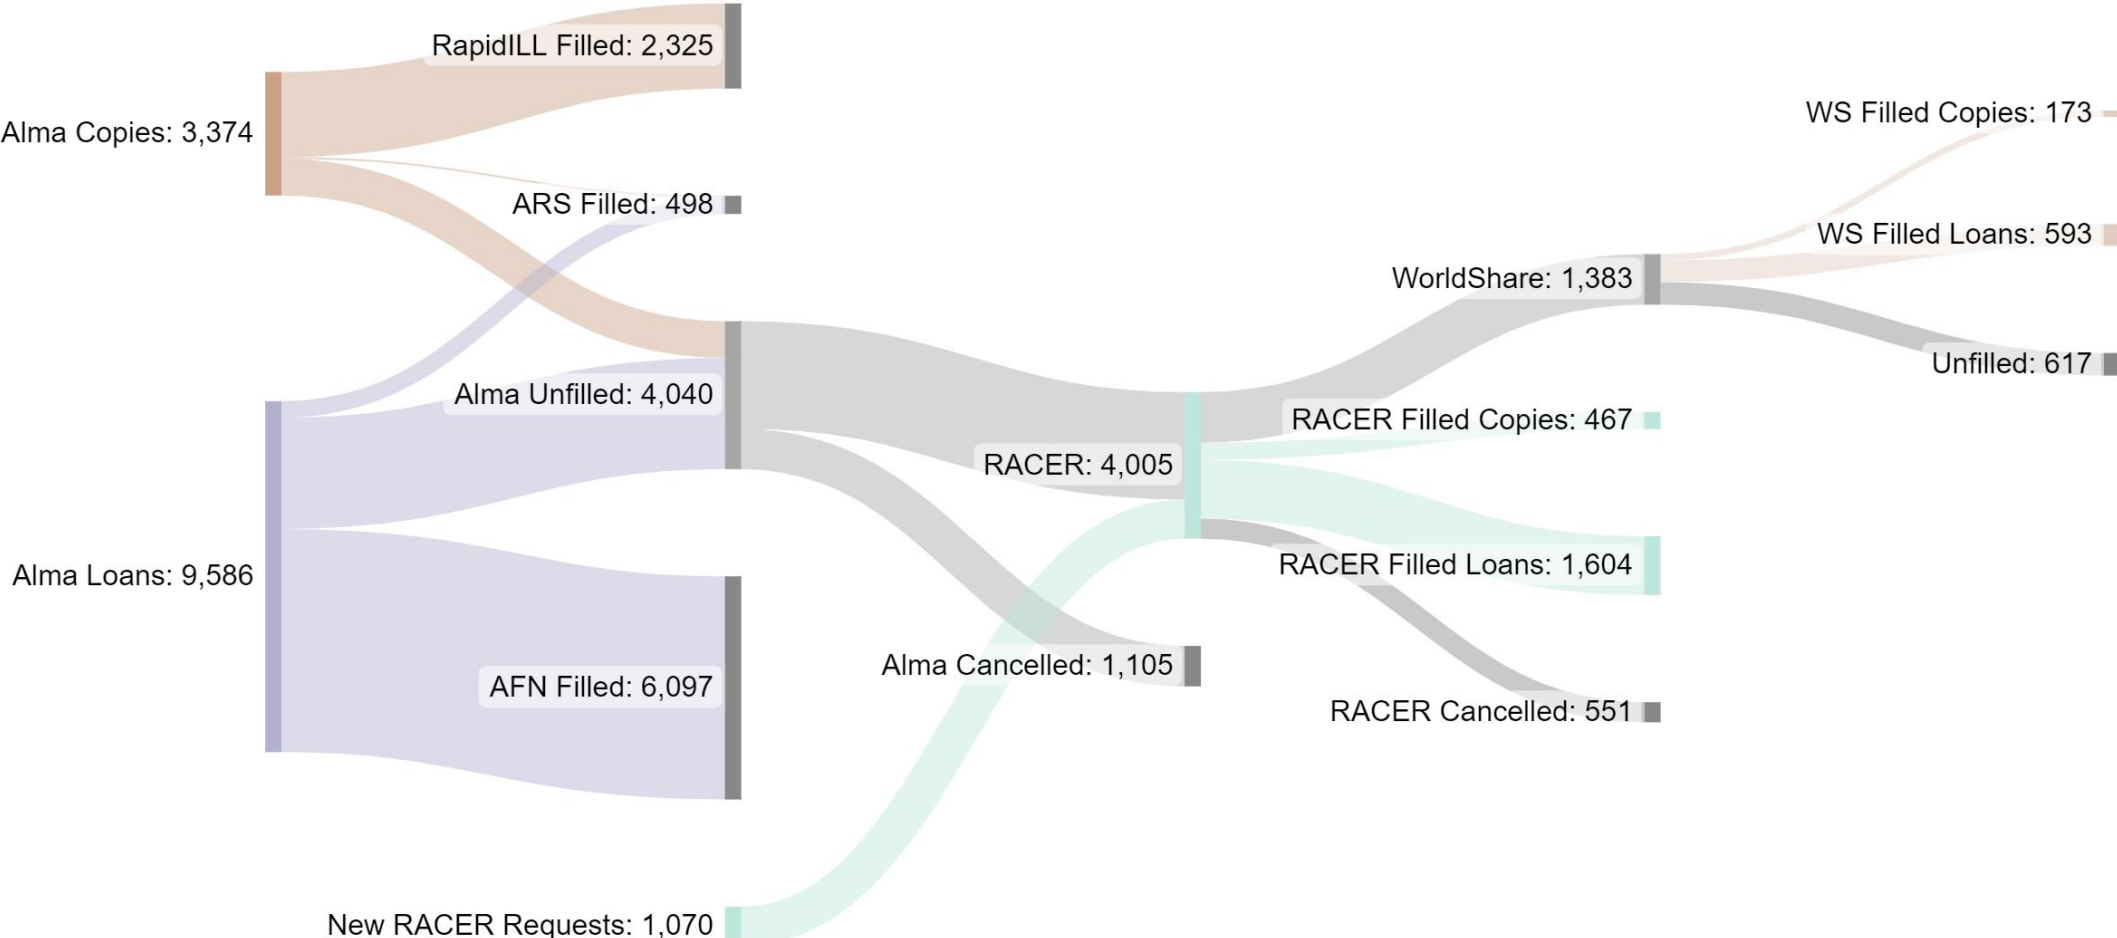 RapidILL Filled: 2,325
Alma Copies: 3,374
ARS Filled: 498
Alma Unfilled: 4,040
Alma Loans: 9,586
AFN Filled: 6,097
New RACER Requests: 1,070
RACER: 4,005
Alma Cancelled: 1,105
WorldShare: 1,383
RACER Filled Copies: 467
RACER Filled Loans: 1,604
RACER Cancelled: 551
WS Filled Copies: 173
WS Filled Loans: 593
Unfilled: 617